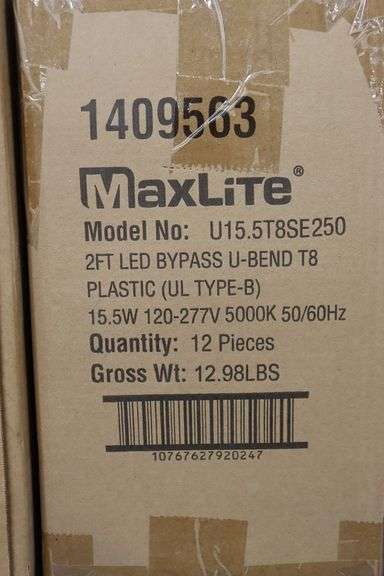 1409563
MaxLite®
Model No: U15.5T8SE250
2FT LED BYPASS U-BEND T8
PLASTIC (UL TYPE-B)
15.5W 120-277V 5000K 50/60Hz
Quantity: 12 Pieces
Gross Wt: 12.98LBS
10767627920247